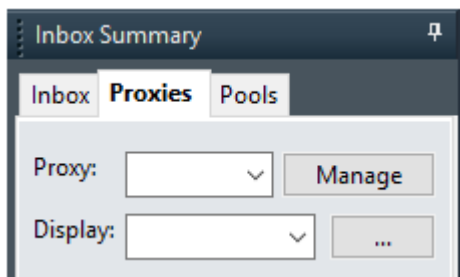 Inbox Summary
Inbox Proxies Pools
Proxy: Manage
Display: ...